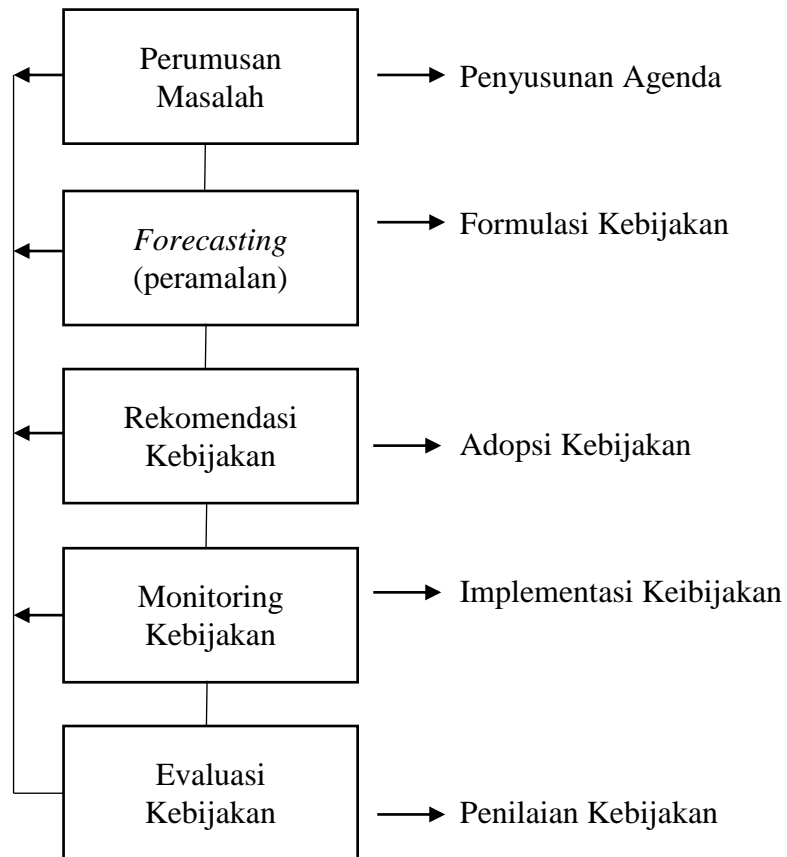 Perumusan
Masalah
Penyusunan Agenda
Forecasting
(peramalan)
Formulasi Kebijakan
Rekomendasi
Kebijakan
Adopsi Kebijakan
Monitoring
Kebijakan
Implementasi Keibijakan
Evaluasi
Kebijakan
Penilaian Kebijakan